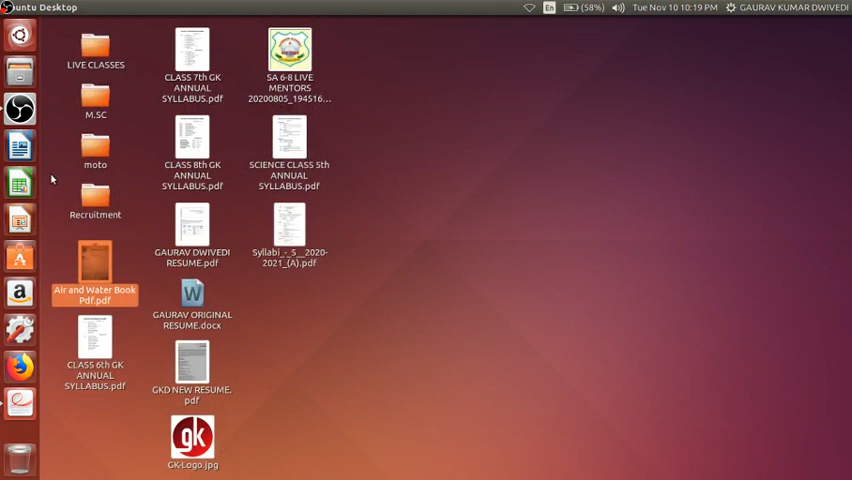 Ubuntu Desktop
En
(58%)
Tue Nov 10 10:19 PM
GAURAV KUMAR DWIVEDI
LIVE CLASSES
M.SC
moto
Recruitment
Air and Water Book
Pdf.pdf
CLASS 6th GK
ANNUAL
SYLLABUS.pdf
CLASS 7th GK
ANNUAL
SYLLABUS.pdf
CLASS 8th GK
ANNUAL
SYLLABUS.pdf
GAURAV DWIVEDI
RESUME.pdf
W
GAURAV ORIGINAL
RESUME.docx
GKD NEW RESUME.
pdf
gk
GK-Logo.jpg
SA 6-8 LIVE
MENTORS
20200805_194516...
SCIENCE CLASS 5th
ANNUAL
SYLLABUS.pdf
Syllabi_-_5__2020-
2021_(A).pdf